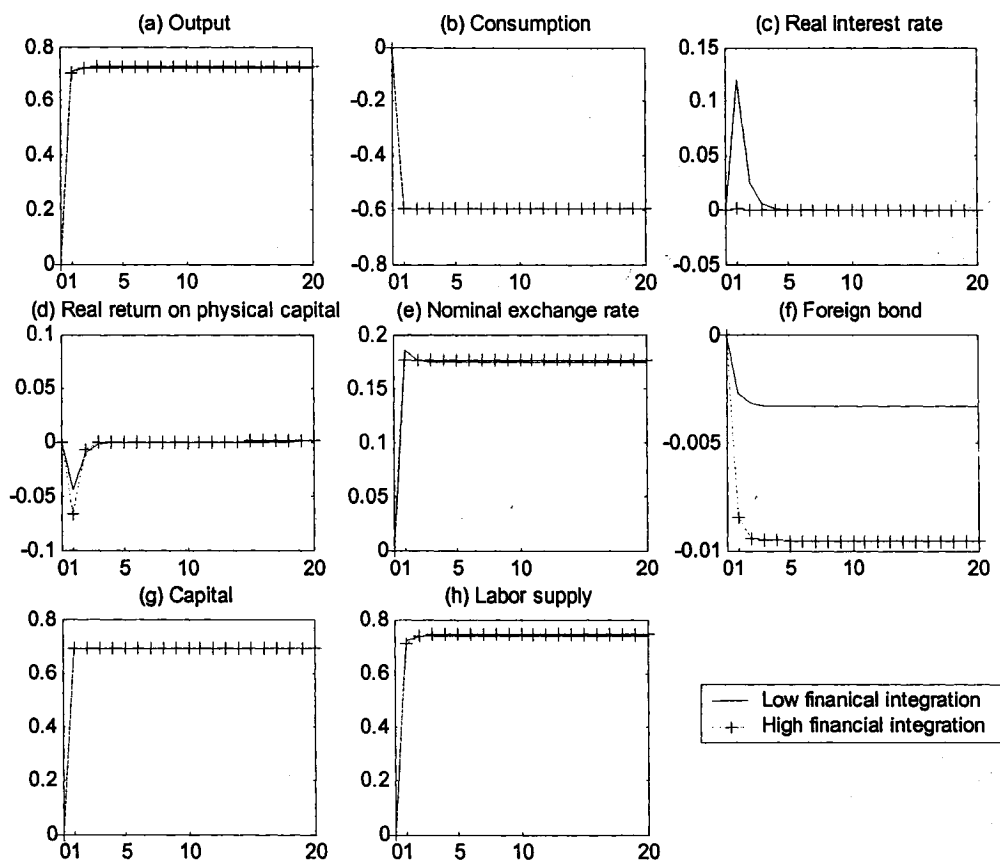 (a) Output
(b) Consumption
(c) Real interest rate
0.8
0.6
0.4
0.2
0
01 5 10 20
0
-0.2
-0.4
-0.6
-0.8
01 5 10 20
0.15
0.1
0.05
0
-0.05
01 5 10 20
(d) Real return on physical capital
(e) Nominal exchange rate
(f) Foreign bond
0.1
0.05
0
-0.05
-0.1
01 5 10 20
0.2
0.15
0.1
0.05
0
01 5 10 20
0
-0.005
-0.01
01 5 10 20
(g) Capital
(h) Labor supply
0.8
0.6
0.4
0.2
0
01 5 10 20
0.8
0.6
0.4
0.2
0
01 5 10 20
Low finanical integration
High financial integration